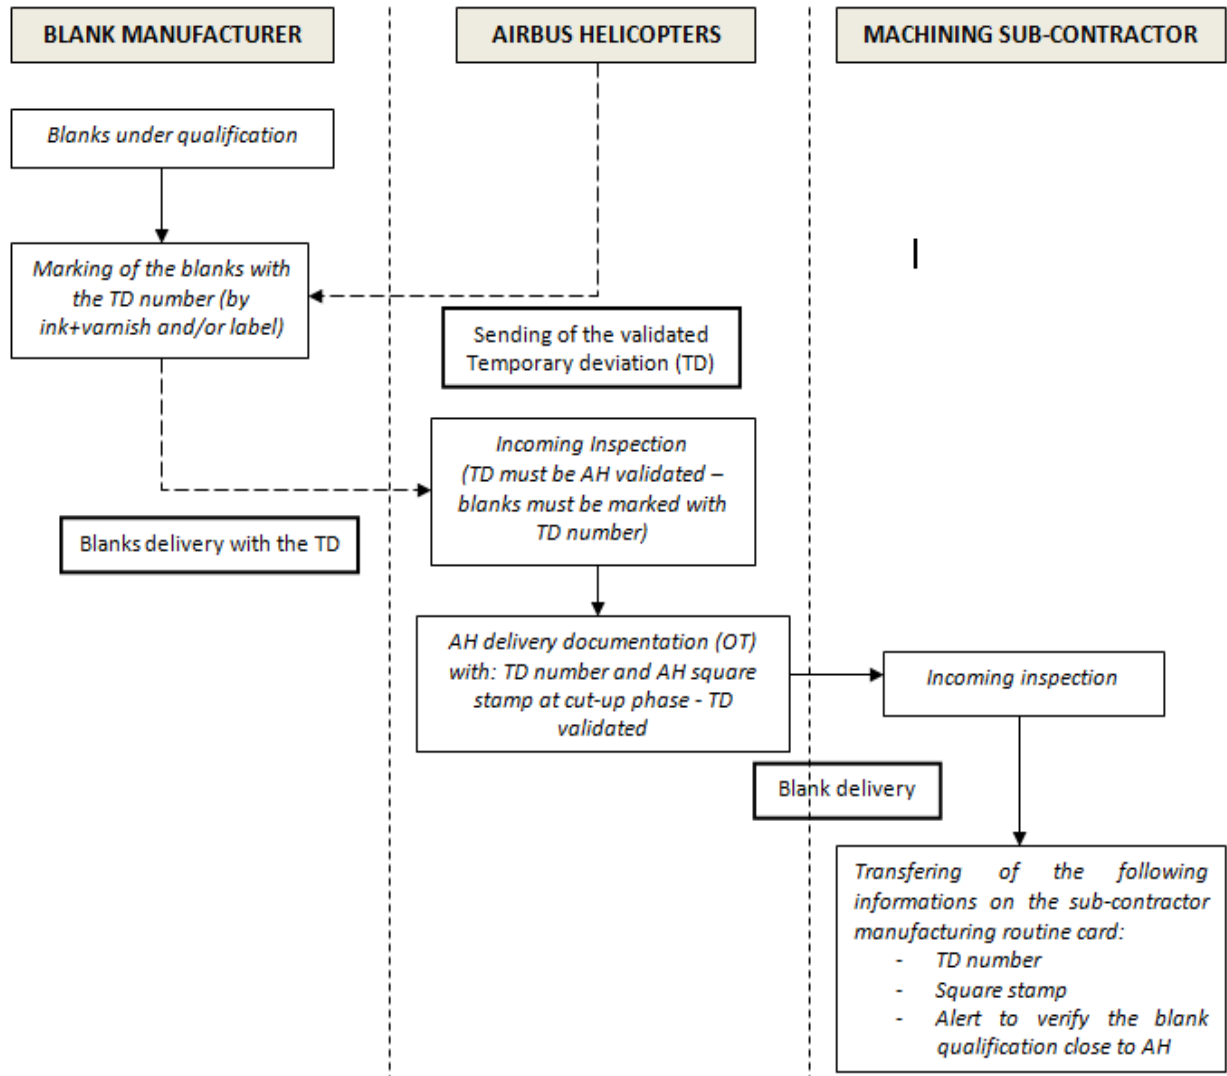 BLANK MANUFACTURER
AIRBUS HELICOPTERS
MACHINING SUB-CONTRACTOR
Blanks under qualification
Marking of the blanks with
the TD number (by
ink+varnish and/or label)
Sending of the validated
Temporary deviation (TD)
Incoming Inspection
(TD must be AH validated –
blanks must be marked with
TD number)
Blanks delivery with the TD
AH delivery documentation (OT)
with: TD number and AH square
stamp at cut-up phase - TD
validated
Incoming inspection
Blank delivery
Transfering of the following
informations on the sub-contractor
manufacturing routine card:
- TD number
- Square stamp
- Alert to verify the blank
qualification close to AH